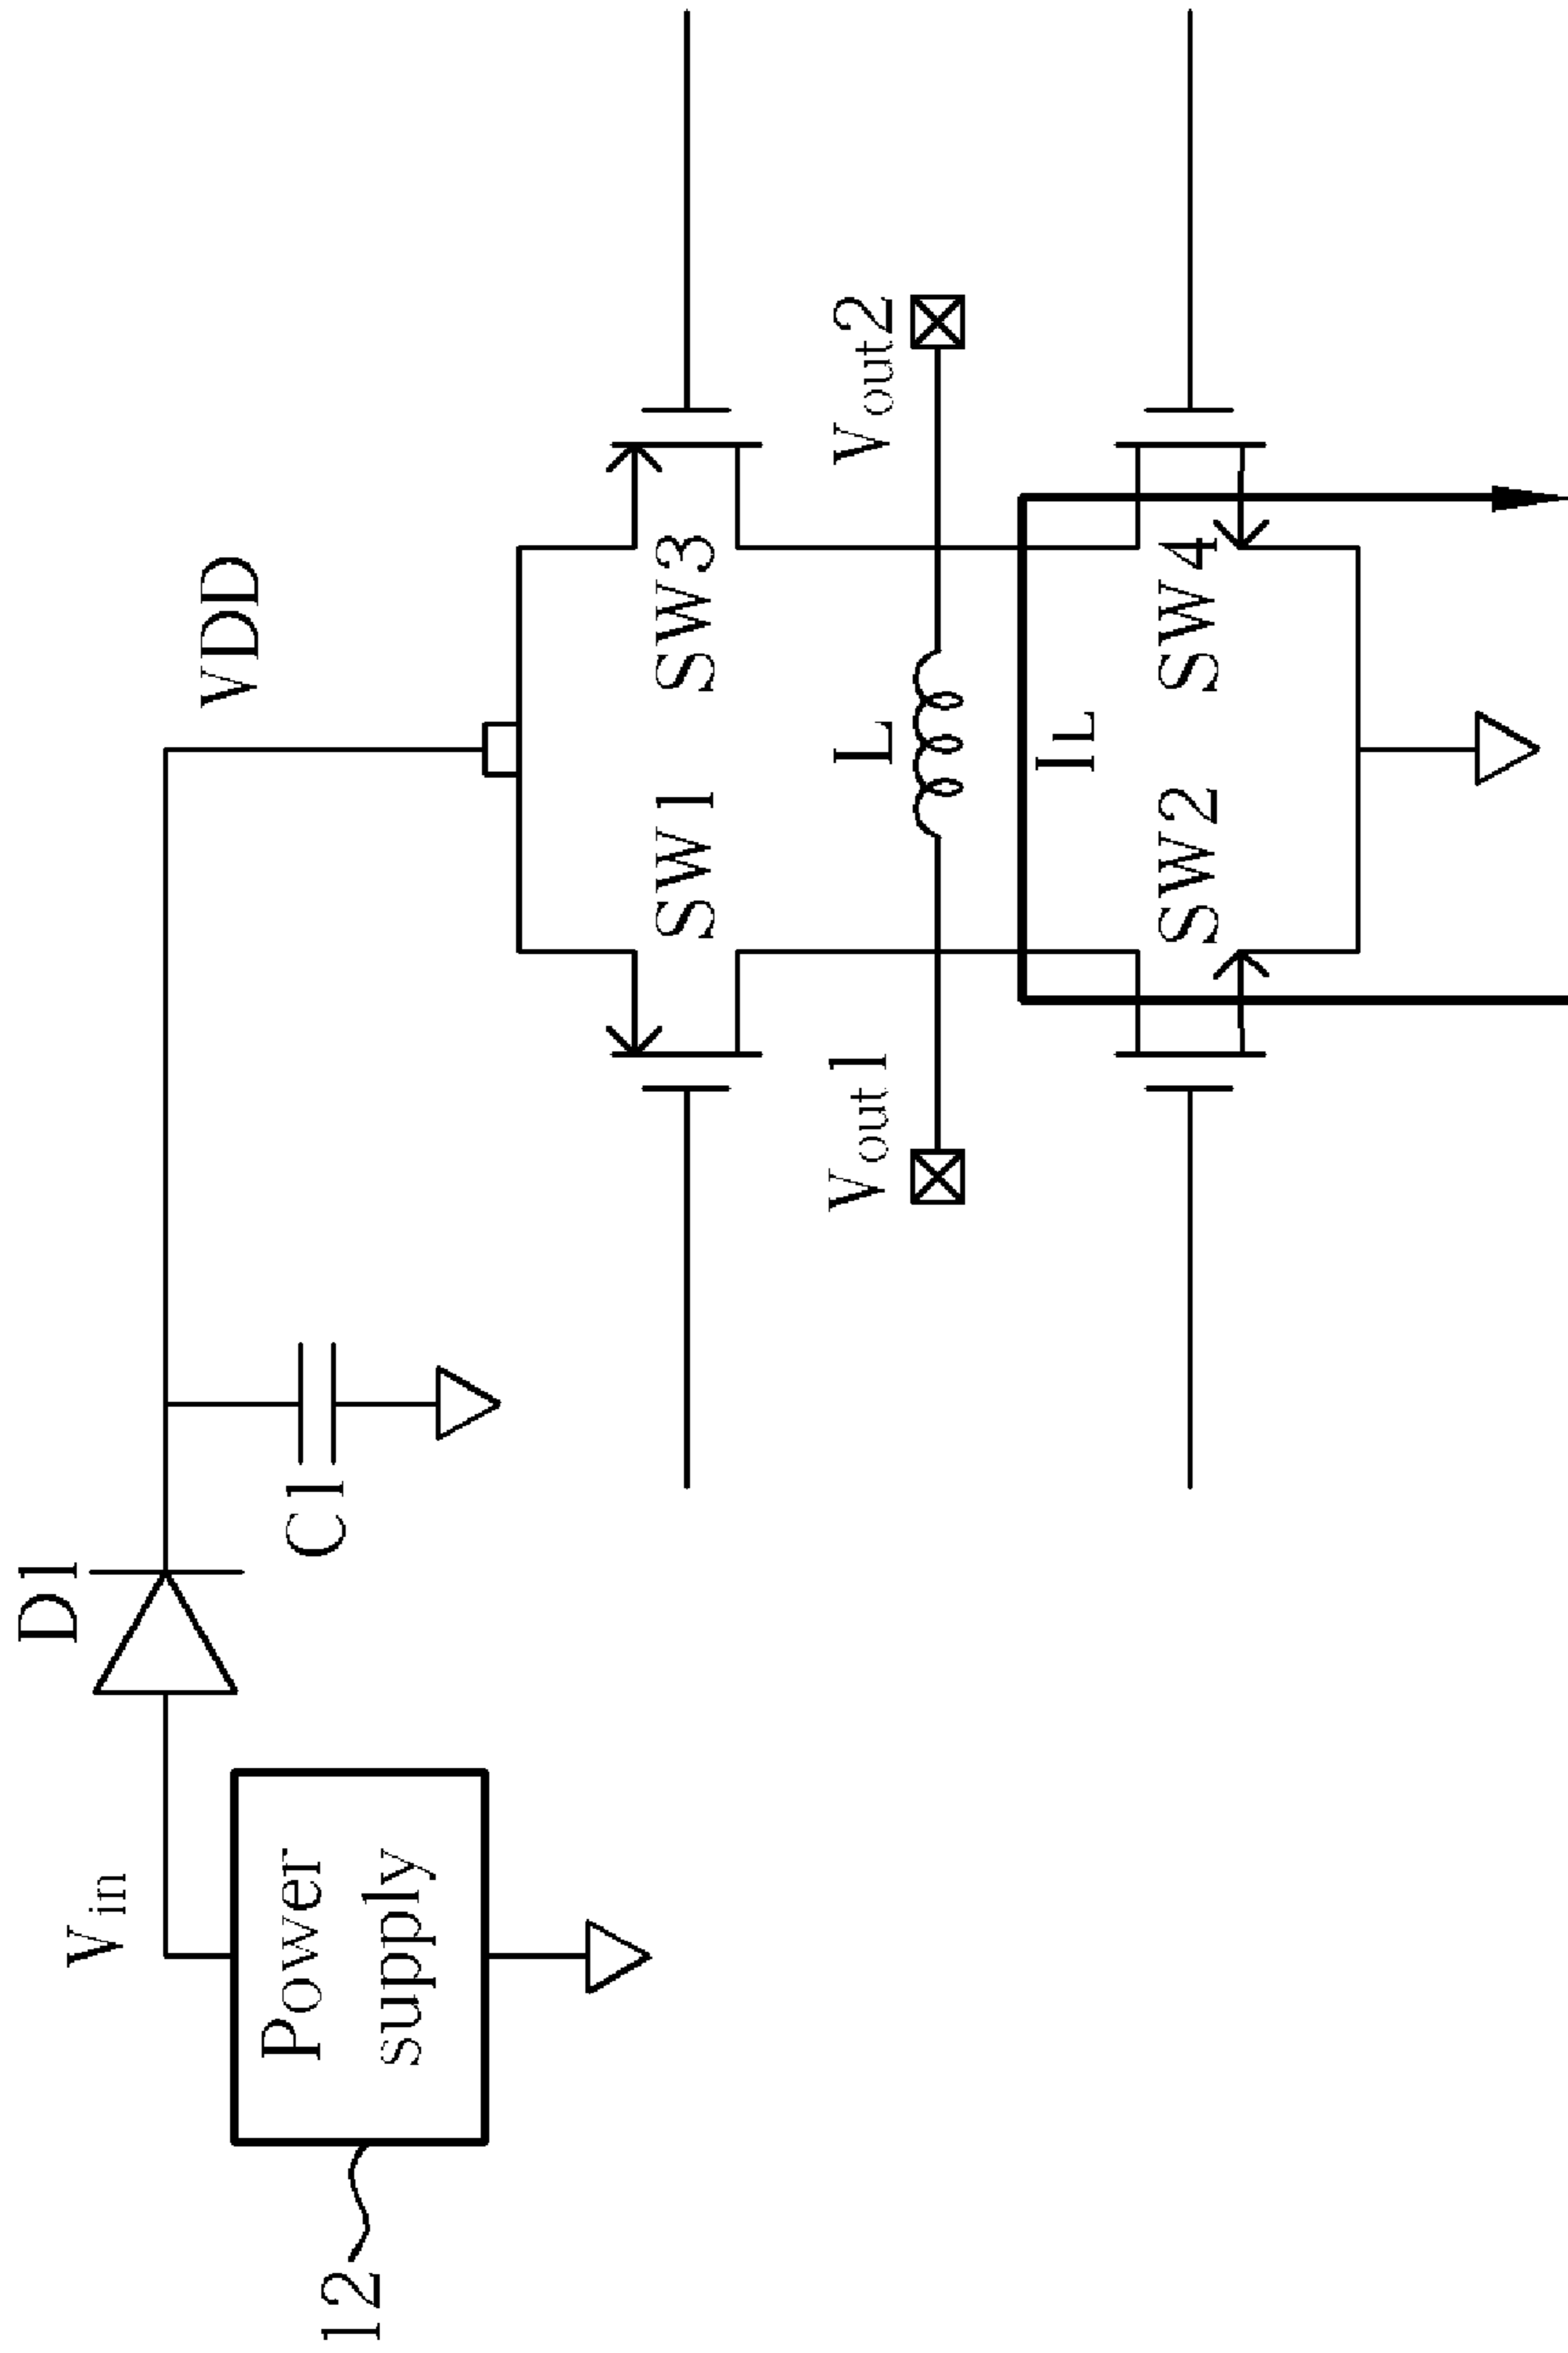 D1
Vin
VDD
C1
Power
supply
12
SW1
SW3
Vout1
L
Vout2
IL
SW2
SW4